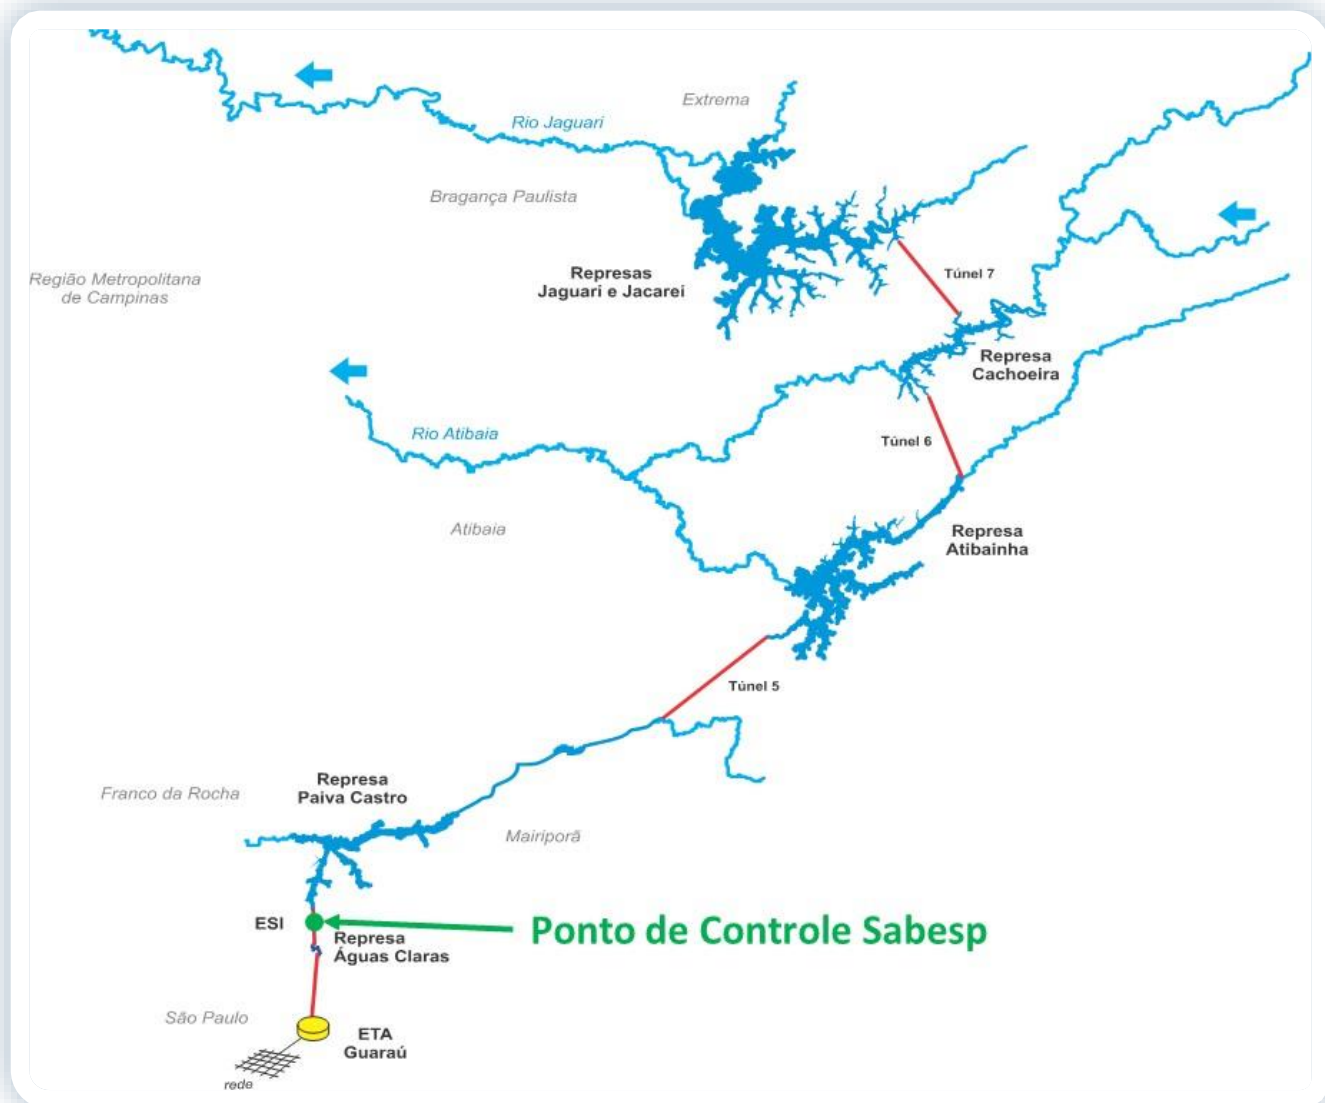 Extrema
Rio Jaguari
Bragança Paulista
Região Metropolitana
de Campinas
Represas
Jaguari e Jacarei
Túnel 7
Represa
Cachoeira
Rio Atibaia
Túnel 6
Atibaia
Represa
Atibainha
Túnel 5
Represa
Paiva Castro
Franco da Rocha
Mairiporã
ESI
Ponto de Controle Sabesp
Represa
Águas Claras
São Paulo
ETA
Guaraú
rede